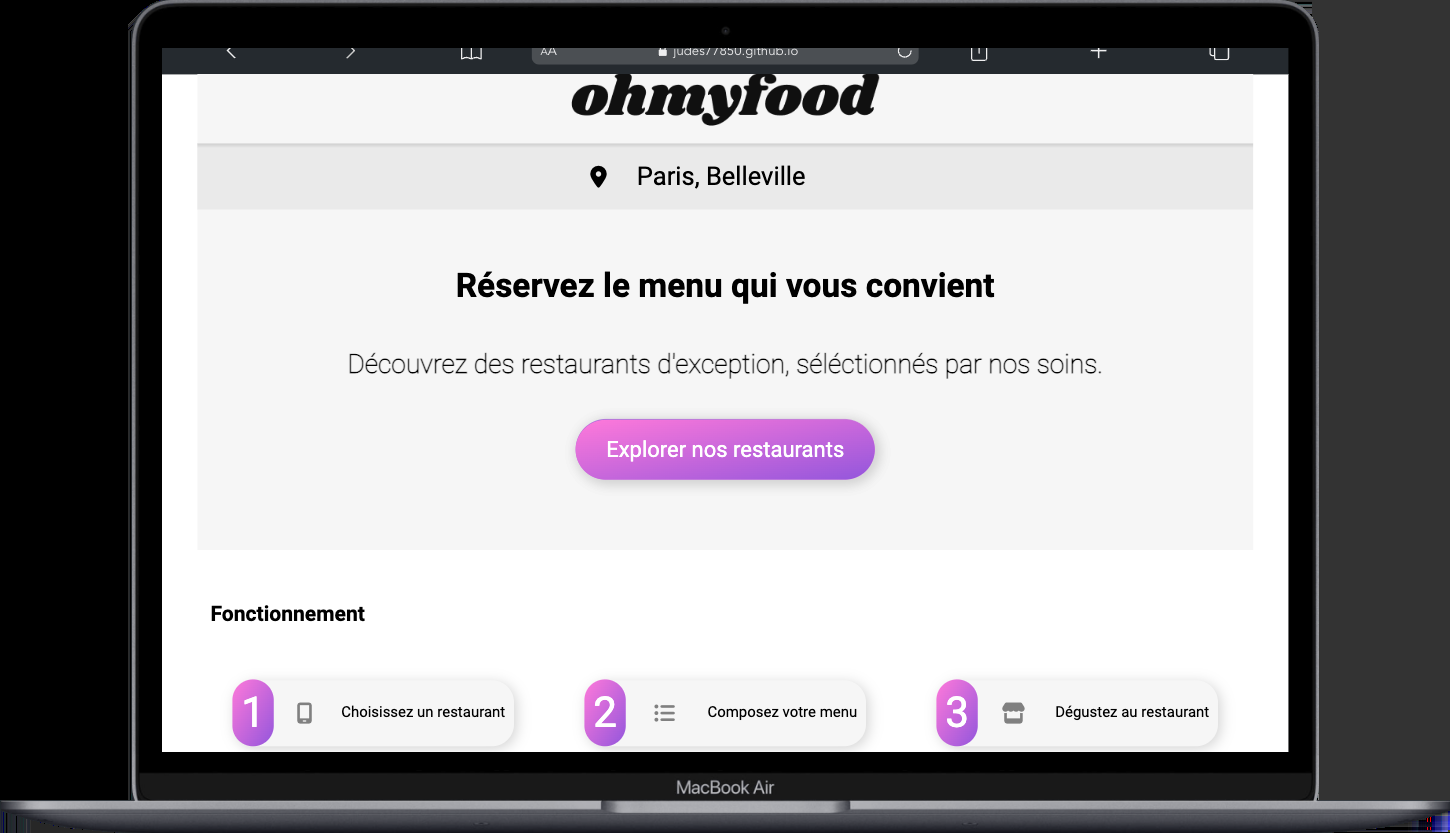 AA
judes77850.github.io
ohmyfood
Paris, Belleville
Réservez le menu qui vous convient
Découvrez des restaurants d'exception, séléctionnés par nos soins.
Explorer nos restaurants
Fonctionnement
1 Choisissez un restaurant
2 Composez votre menu
3 Dégustez au restaurant
MacBook Air